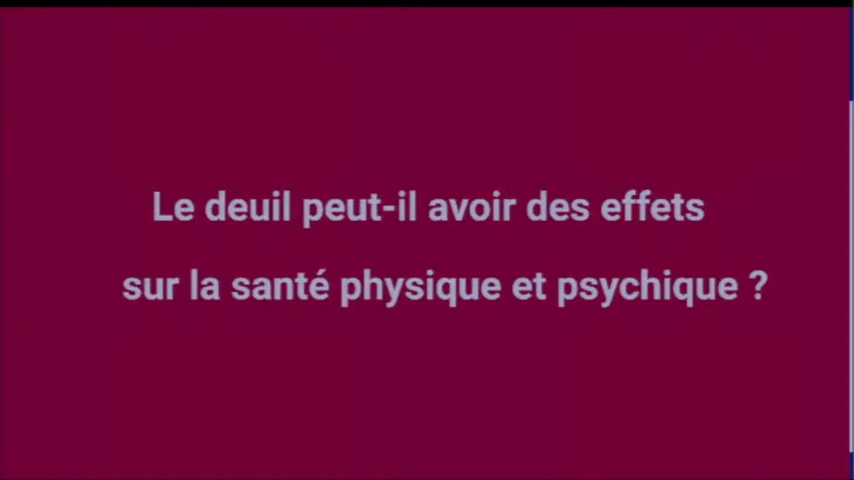 Le deuil peut-il avoir des effets
sur la santé physique et psychique ?